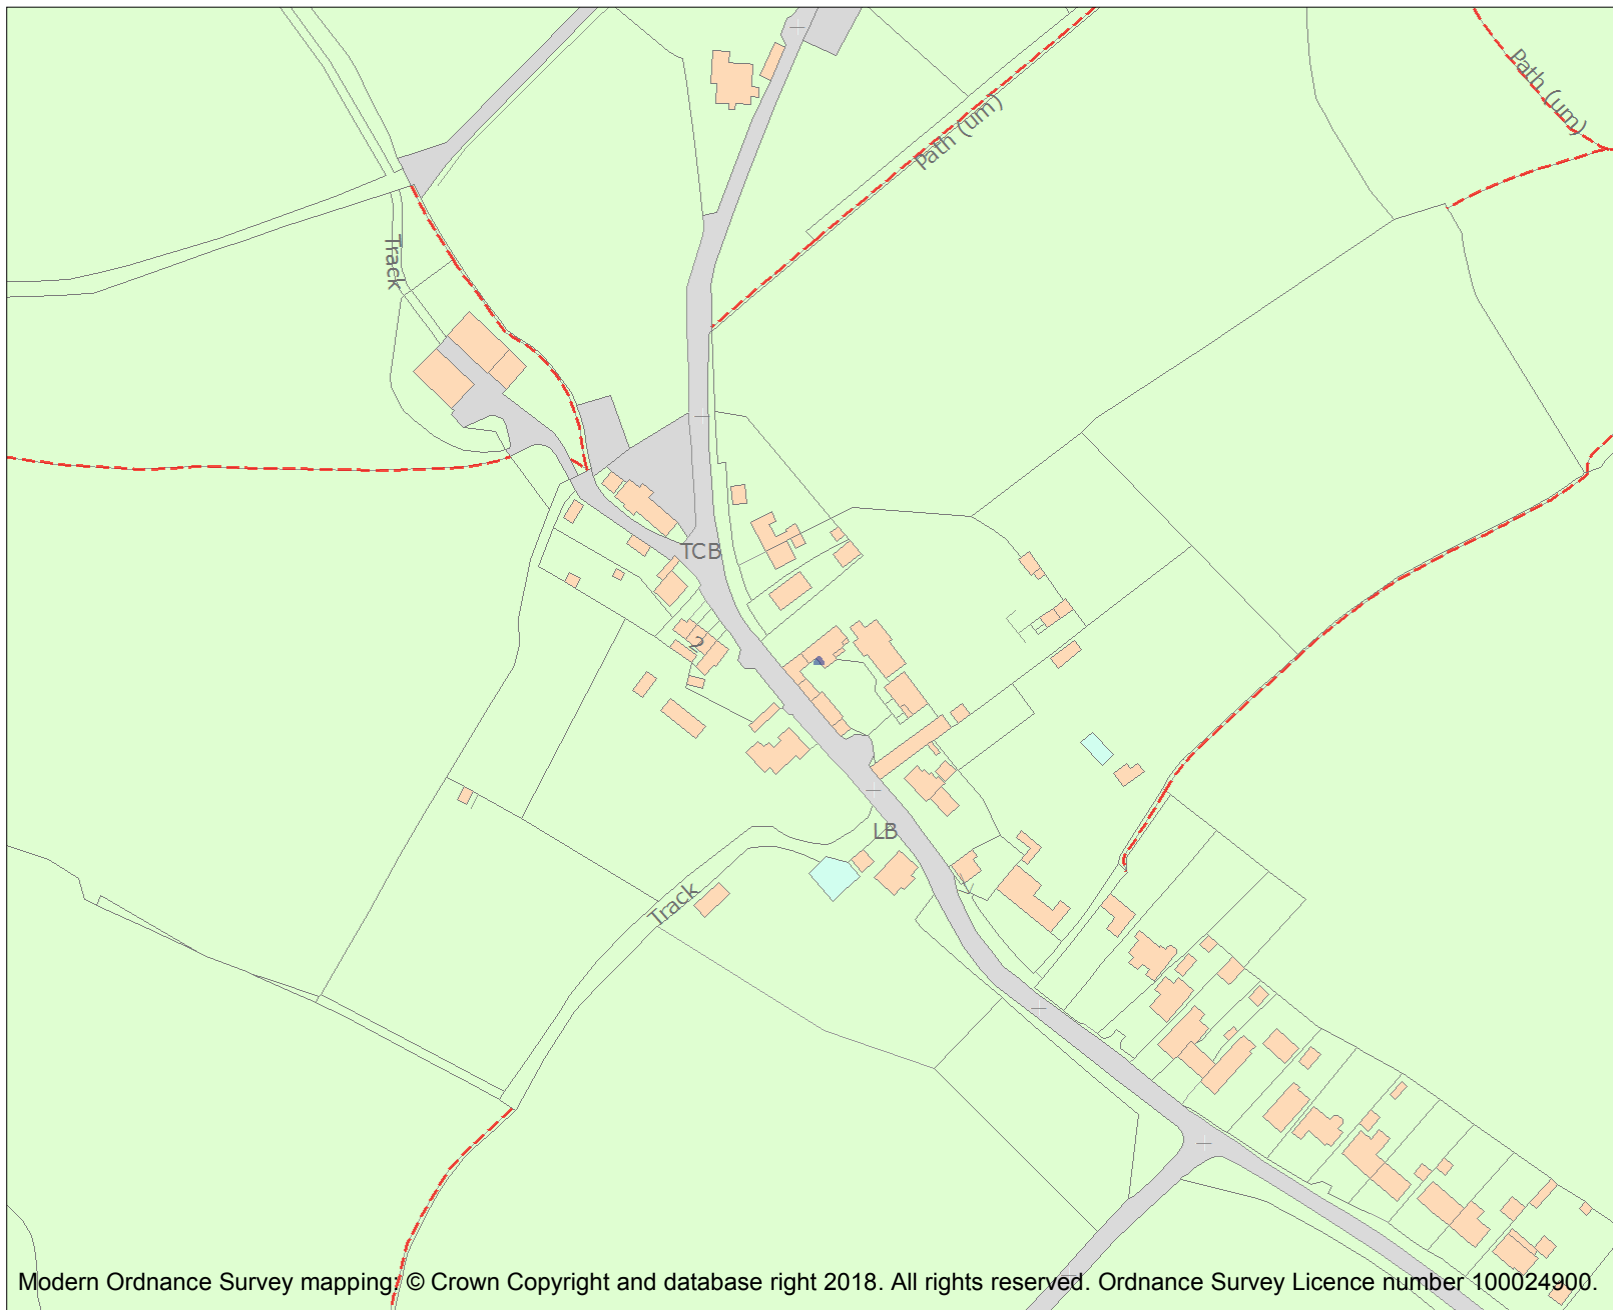 Path (um)
Path (um)
Track
TCB
2
LB
Track
Modern Ordnance Survey mapping: © Crown Copyright and database right 2018. All rights reserved. Ordnance Survey Licence number 100024900.